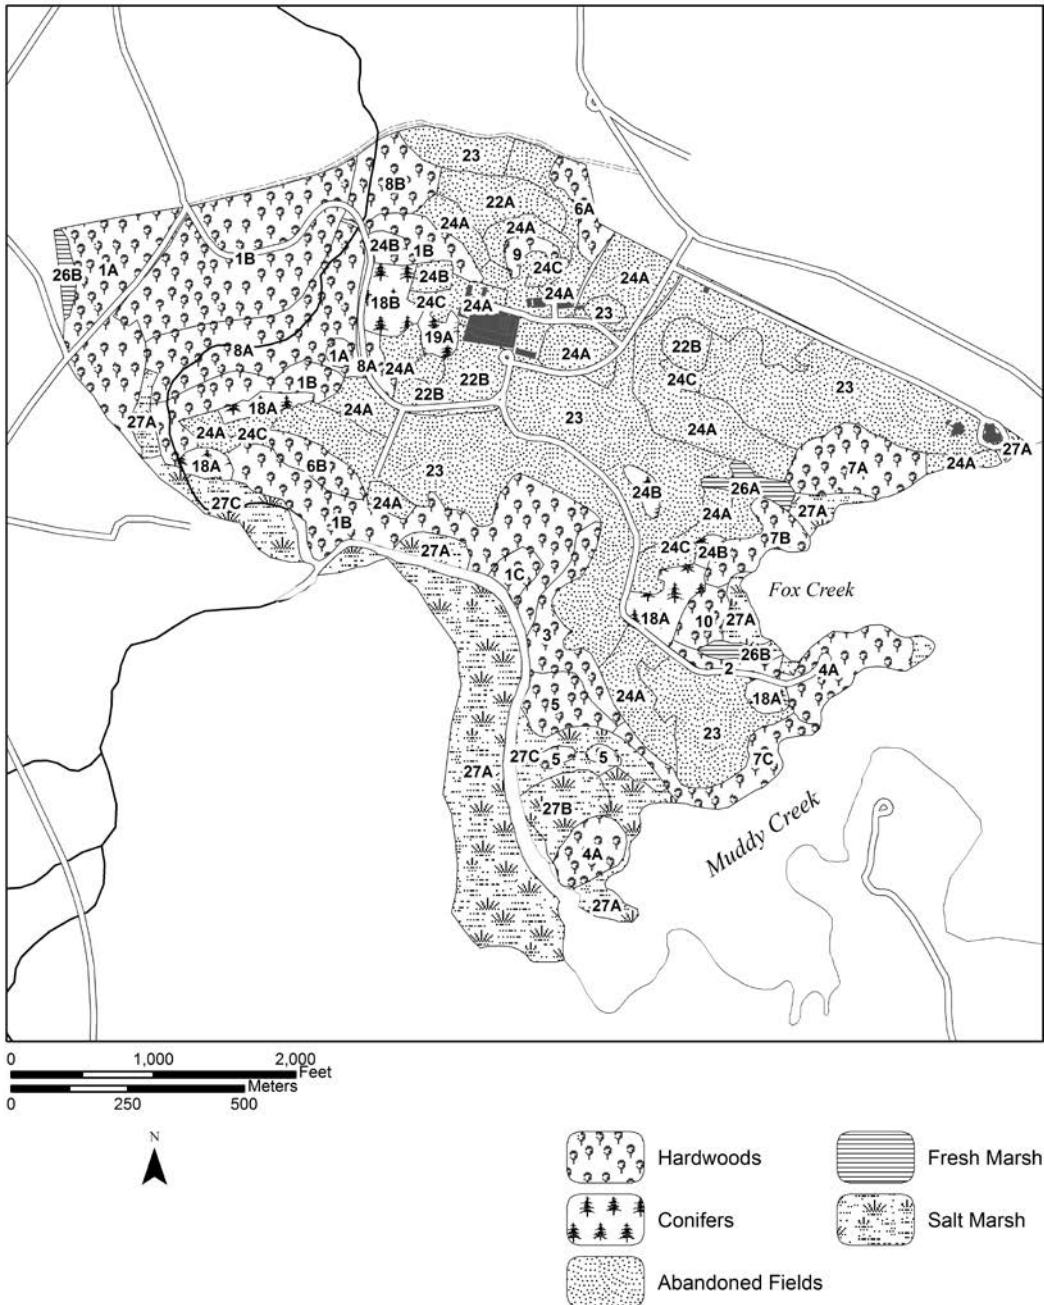 23
8B
22A
6A
24A
24A
24B
1B
9
26B
1A
1B
24C
24A
24B
18B
24C
24A
24A
23
19A
22B
8A
1A
8A
24A
24A
24C
1B
22B
22B
23
18A
24A
23
27A
24A
24C
24A
27A
18A
6B
23
7A
24A
24B
26A
27C
24A
24A
27A
1B
7B
27A
24C
24B
1C
Fox Creek
18A
10
27A
3
26B
2
4A
24A
18A
5
23
27C
5
5
7C
27A
27B
Muddy Creek
4A
27A
0
1,000
2,000
Feet
Meters
0
250
500
N
Hardwoods
Fresh Marsh
Conifers
Salt Marsh
Abandoned Fields